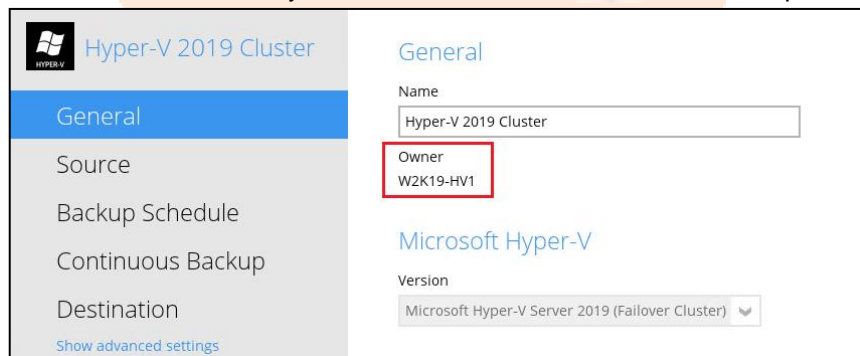 HYPER-V
Hyper-V 2019 Cluster
General
Source
Backup Schedule
Continuous Backup
Destination
Show advanced settings
General
Name
Hyper-V 2019 Cluster
Owner
W2K19-HV1
Microsoft Hyper-V
Version
Microsoft Hyper-V Server 2019 (Failover Cluster)